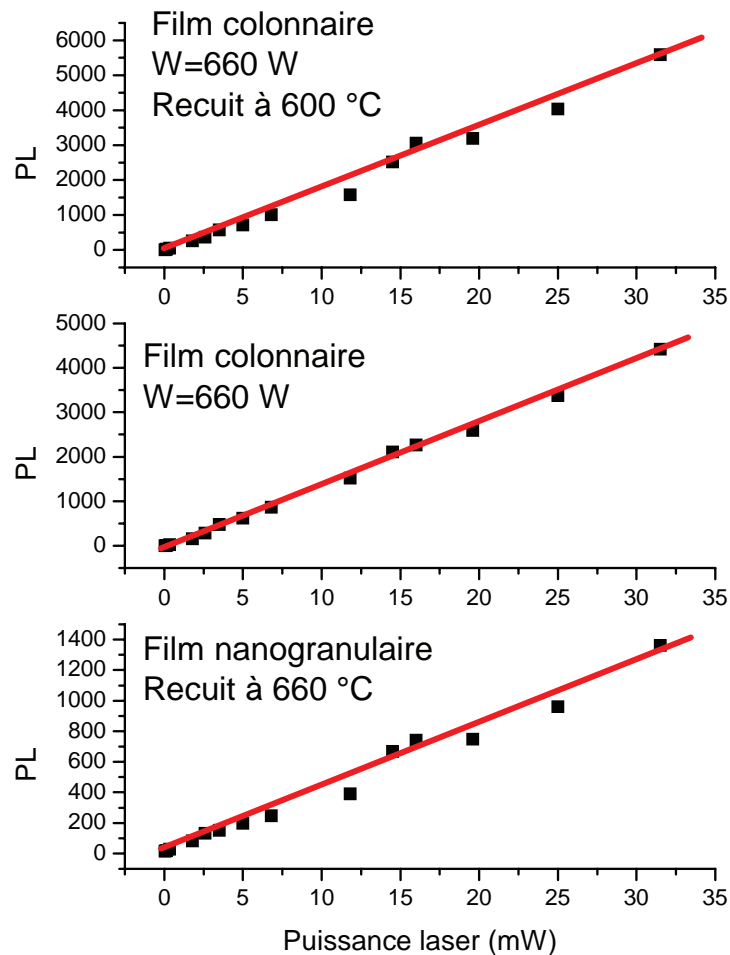 Film colonnaire
W=660 W
Recuit à 600 °C
PL
6000
5000
4000
3000
2000
1000
0
0 5 10 15 20 25 30 35
Film colonnaire
W=660 W
PL
5000
4000
3000
2000
1000
0
0 5 10 15 20 25 30 35
Film nanogranulaire
Recuit à 660 °C
PL
1400
1200
1000
800
600
400
200
0
0 5 10 15 20 25 30 35
Puissance laser (mW)